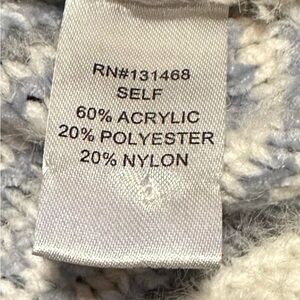 RN#131468
SELF
60% ACRYLIC
20% POLYESTER
20% NYLON